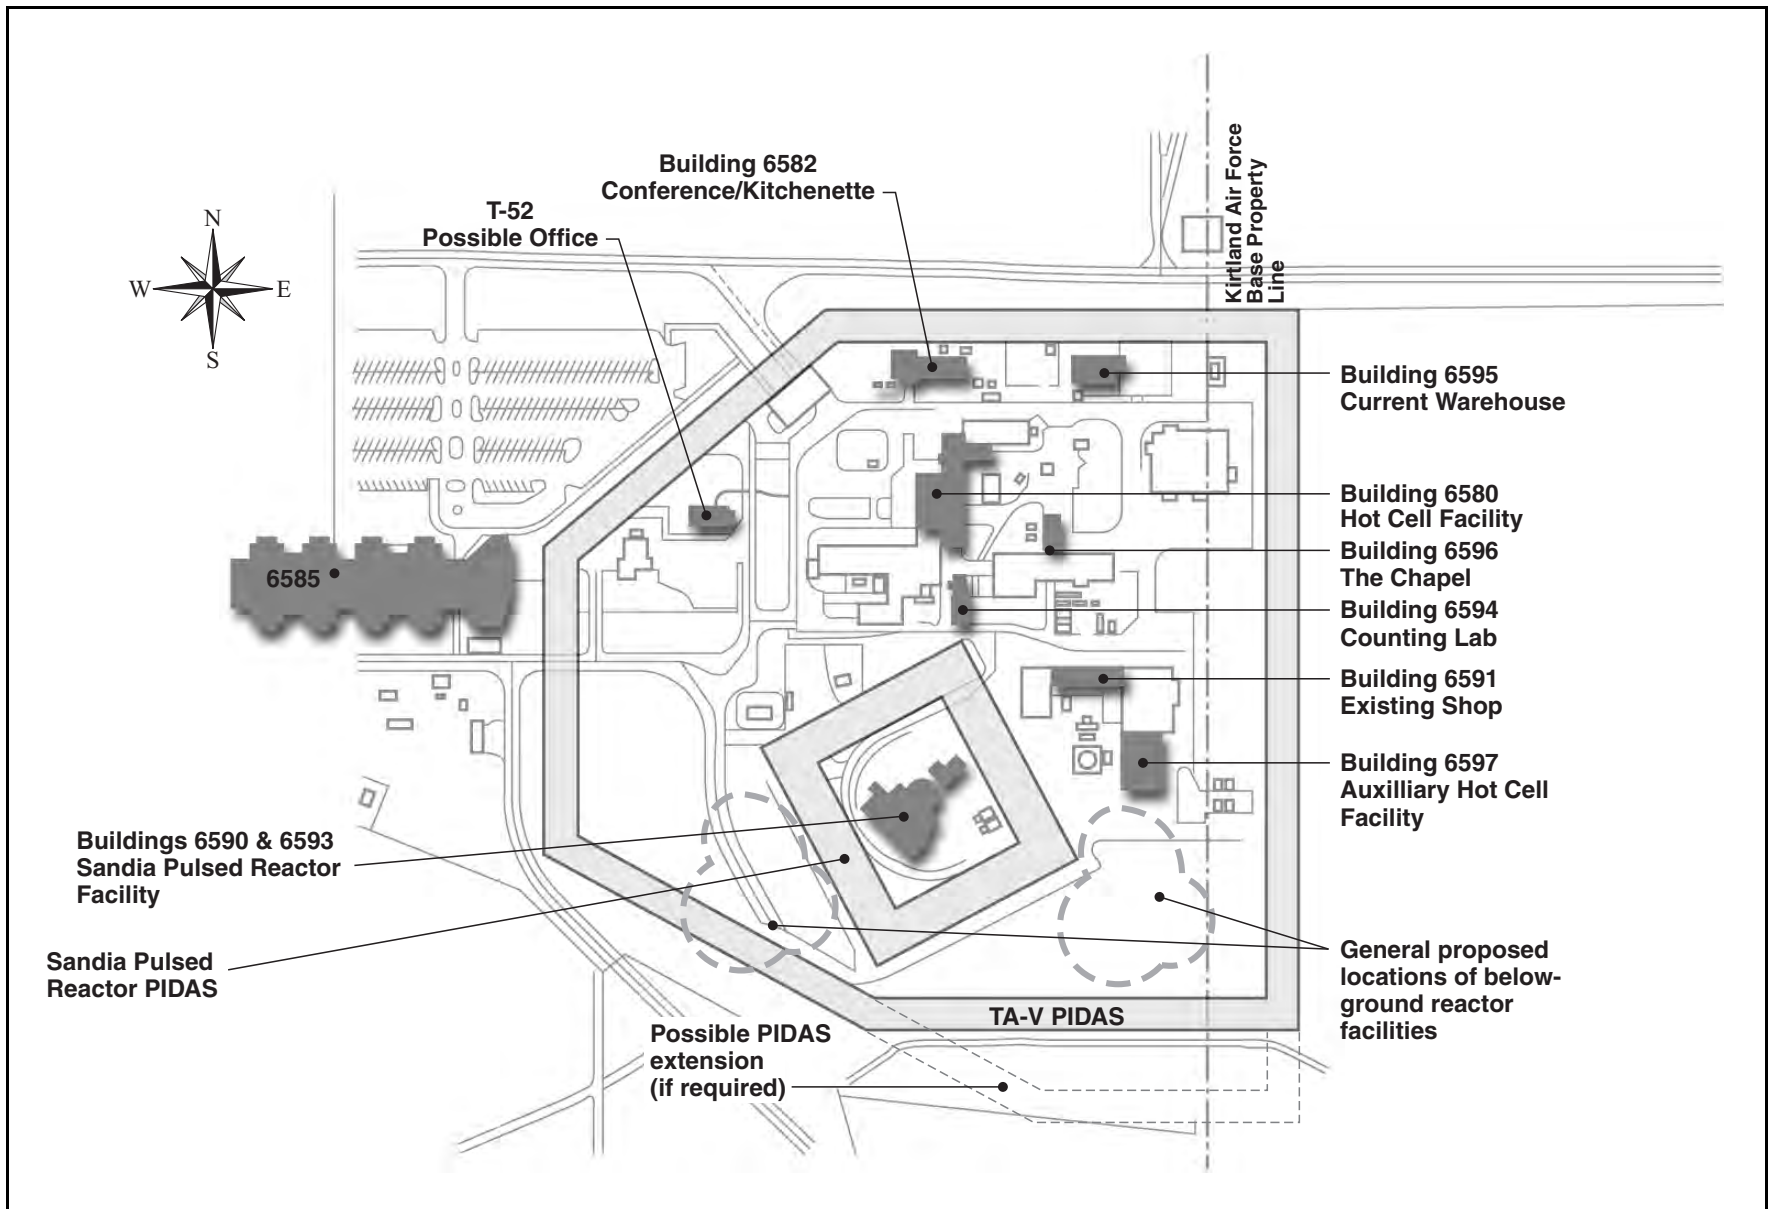 Building 6582
Conference/Kitchenette
T-52
Possible Office
Kirtland Air Force
Base Property
Line
N
W
E
S
Building 6595
Current Warehouse
Building 6580
Hot Cell Facility
Building 6596
The Chapel
6585
Building 6594
Counting Lab
Building 6591
Existing Shop
Building 6597
Auxilliary Hot Cell
Facility
Buildings 6590 & 6593
Sandia Pulsed Reactor
Facility
Sandia Pulsed
Reactor PIDAS
General proposed
locations of below-
ground reactor
facilities
TA-V PIDAS
Possible PIDAS
extension
(if required)